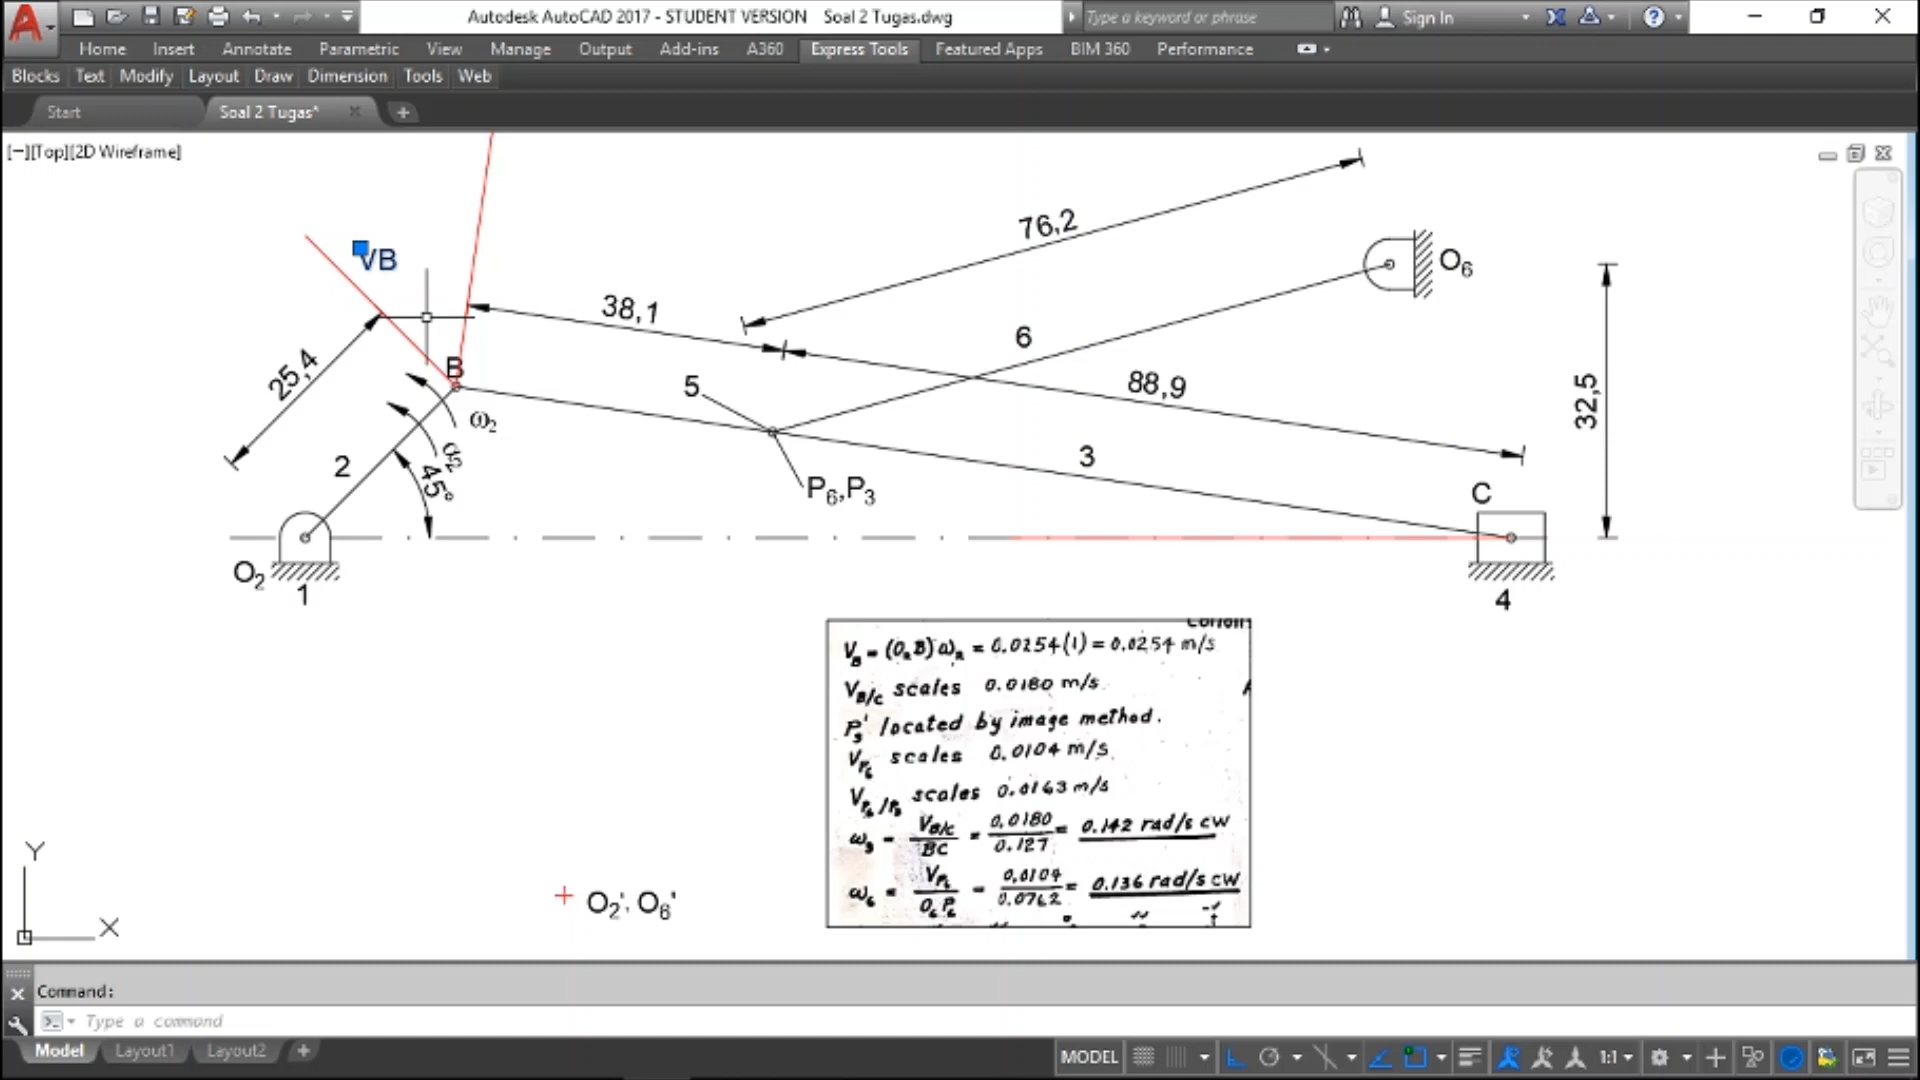 Autodesk AutoCAD 2017 - STUDENT VERSION Soal 2 Tugas.dwg
Type a keyword or phrase
Sign In
Home Insert Annotate Parametric View Manage Output Add-ins A360 Express Tools Featured Apps BIM 360 Performance
Blocks Text Modify Layout Draw Dimension Tools Web
Start
Soal 2 Tugas*
[−][Top][2D Wireframe]
VB
76,2
O6
38,1
6
25,4
B
5
88,9
32,5
ω2
2
α2
45°
3
P6,P3
C
O2
1
4
VB = (O2B)ω2 = 0.0254(1) = 0.0254 m/s
VB/C scales 0.0180 m/s
P3' located by image method.
VP6 scales 0.0104 m/s
VP6/P3 scales 0.0163 m/s
ω3 = VB/C / BC = 0.0180 / 0.127 = 0.142 rad/s cw
ω6 = VP6 / O6P6 = 0.0104 / 0.0762 = 0.136 rad/s cw
O2', O6'
Y
X
Command:
Type a command
Model Layout1 Layout2
MODEL
1:1